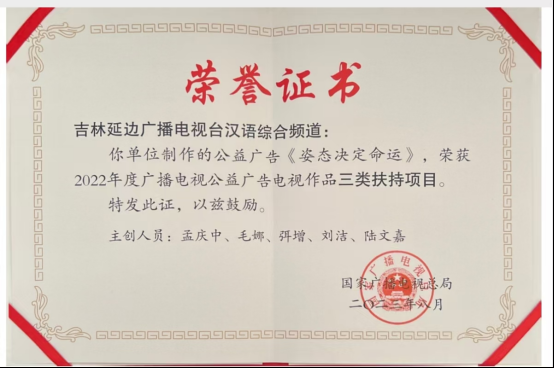 荣誉证书
吉林延边广播电视台汉语综合频道：
你单位制作的公益广告《姿态决定命运》，荣获
2022年度广播电视公益广告电视作品三类扶持项目。
特发此证，以兹鼓励。
主创人员：孟庆中、毛娜、弭增、刘洁、陆文嘉
国家广播电视总局
二〇二三年八月